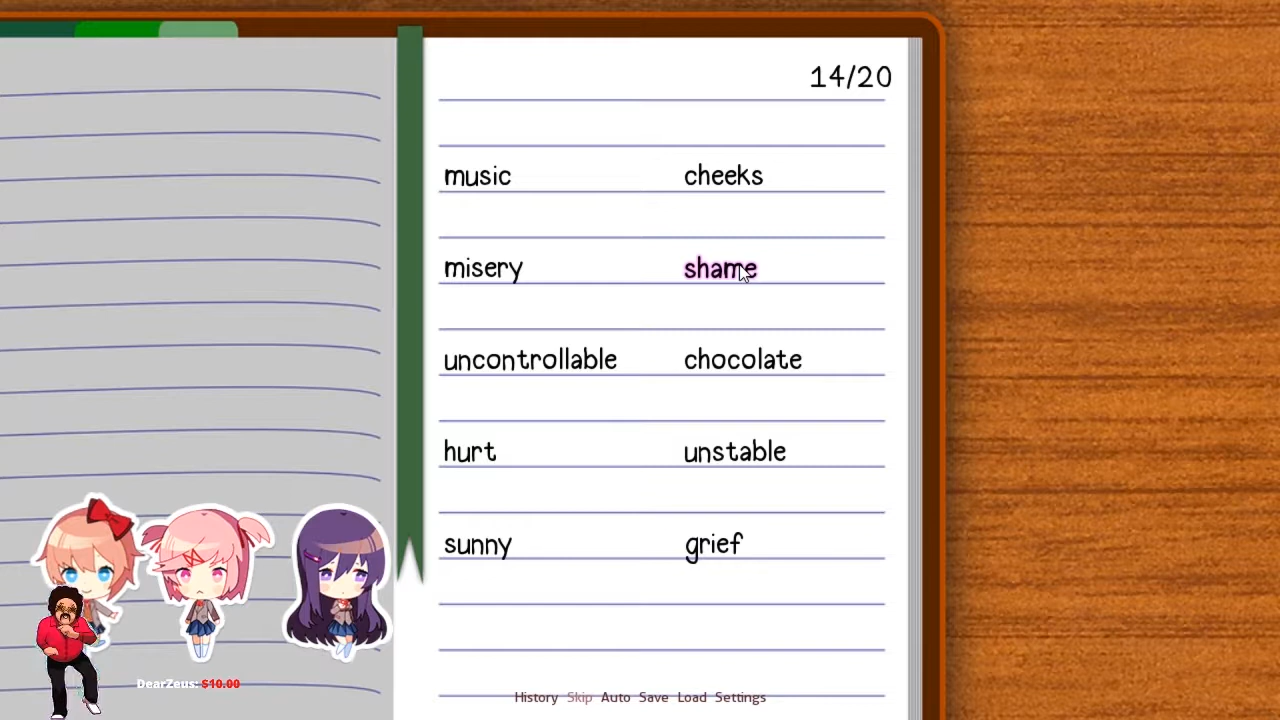 14/20
music cheeks
misery shame
uncontrollable chocolate
hurt unstable
sunny grief
DearZeus: $10.00
History Skip Auto Save Load Settings